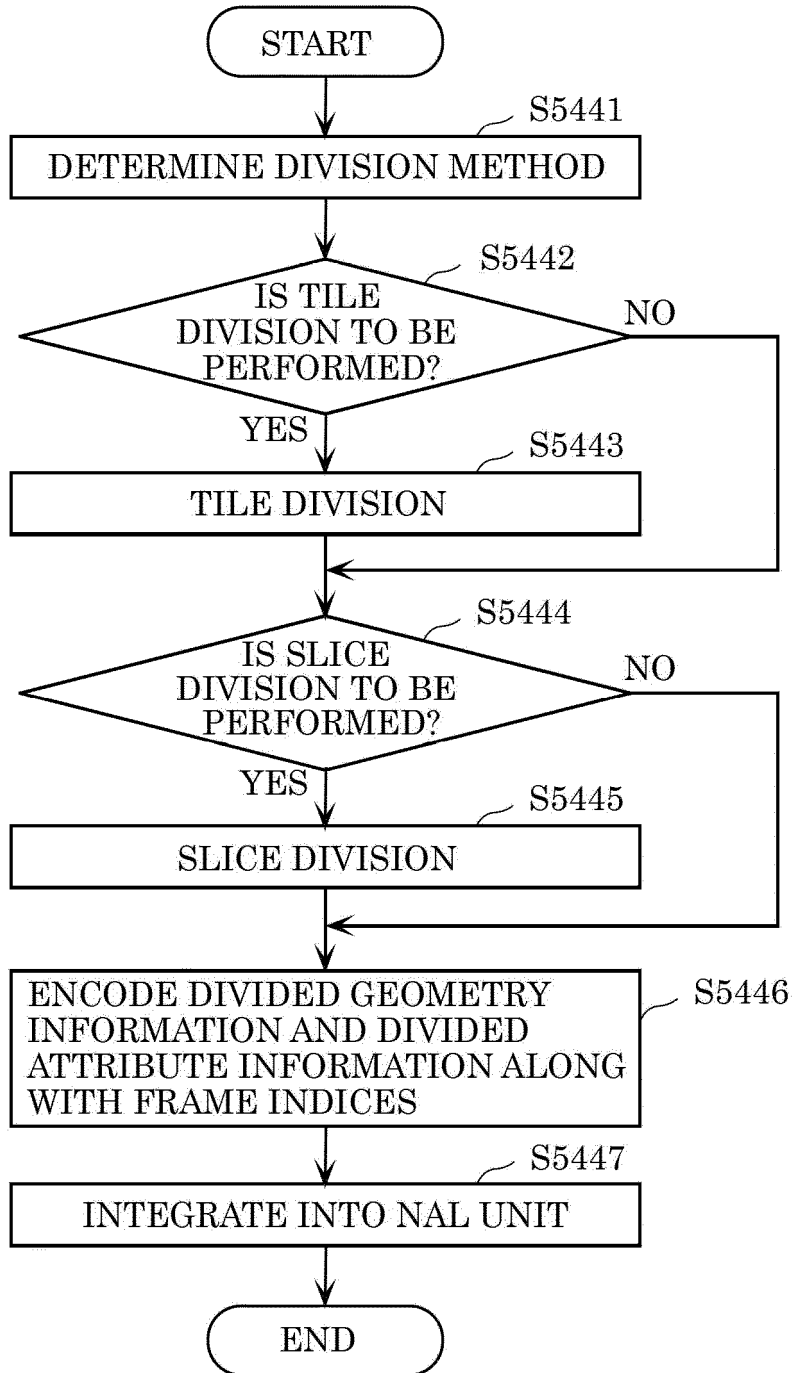 START
S5441
DETERMINE DIVISION METHOD
S5442
IS TILE
DIVISION TO BE
PERFORMED?
NO
YES
S5443
TILE DIVISION
S5444
IS SLICE
DIVISION TO BE
PERFORMED?
NO
YES
S5445
SLICE DIVISION
S5446
ENCODE DIVIDED GEOMETRY
INFORMATION AND DIVIDED
ATTRIBUTE INFORMATION ALONG
WITH FRAME INDICES
S5447
INTEGRATE INTO NAL UNIT
END